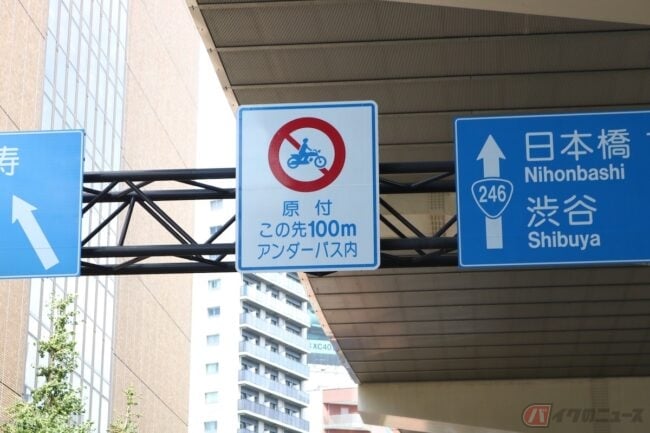 寿
原付
この先100m
アンダーパス内
日本橋
Nihonbashi
246
渋谷
Shibuya
XC40
バイクのニュース